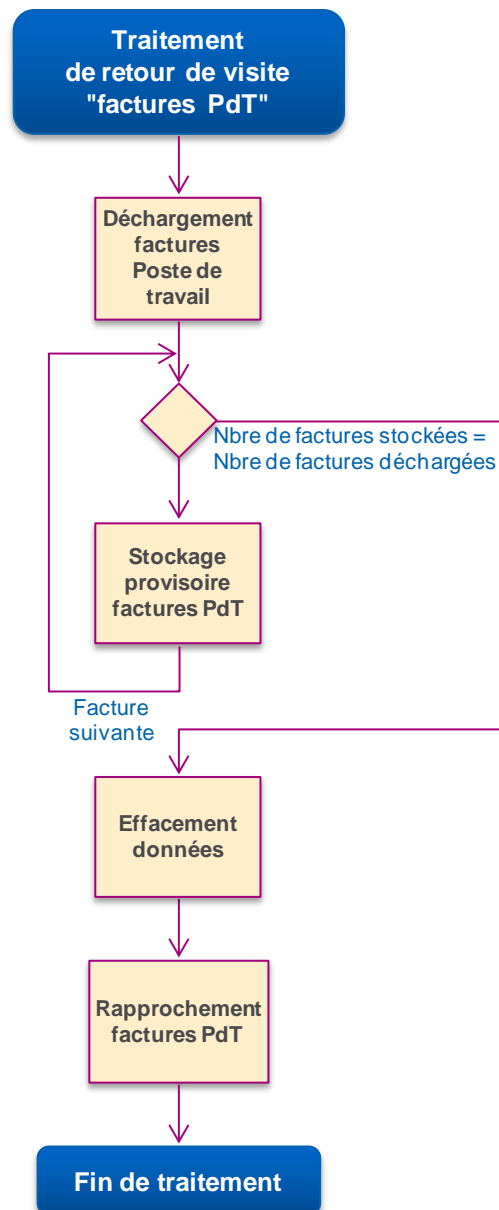 Traitement
de retour de visite
"factures PdT"
Déchargement
factures
Poste de
travail
Nbre de factures stockées =
Nbre de factures déchargées
Stockage
provisoire
factures PdT
Facture
suivante
Effacement
données
Rapprochement
factures PdT
Fin de traitement